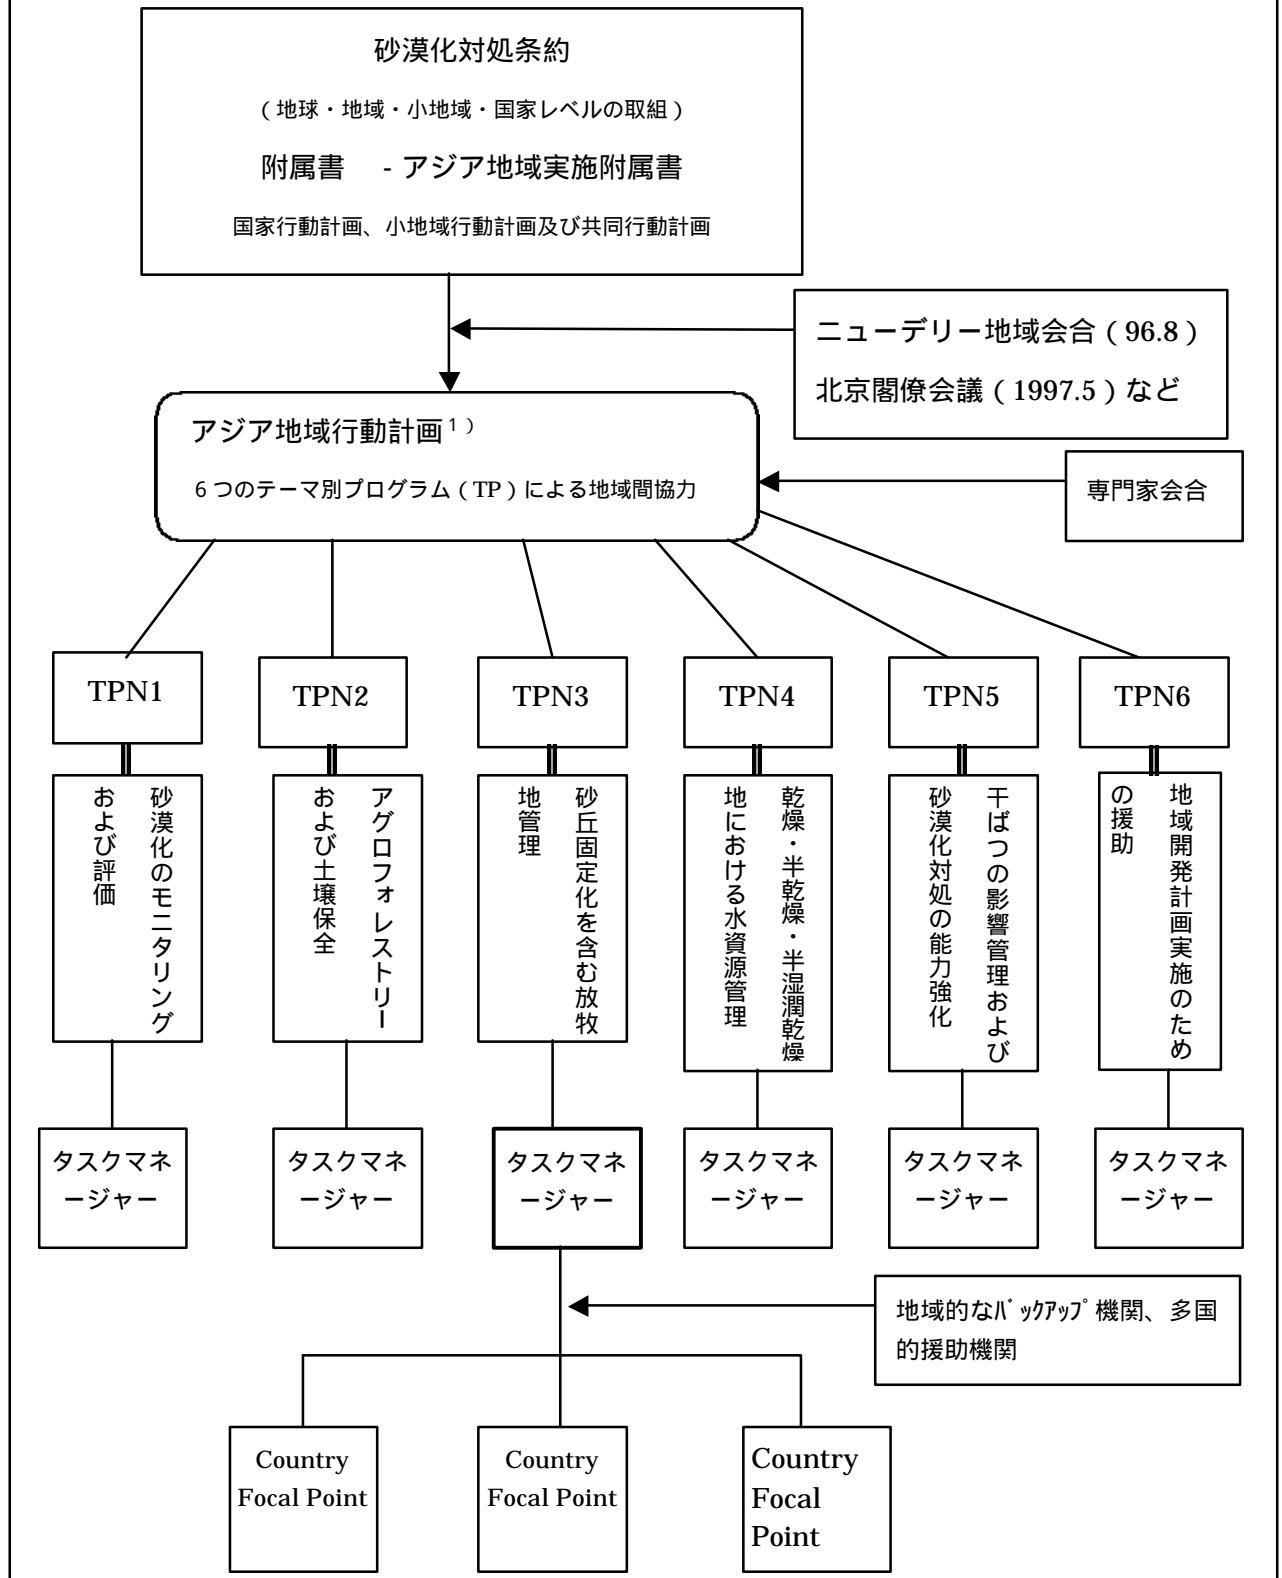 砂漠化対処条約
（地球・地域・小地域・国家レベルの取組）
附属書　- アジア地域実施附属書
国家行動計画、小地域行動計画及び共同行動計画
ニューデリー地域会合（96.8）
北京閣僚会議（1997.5）など
アジア地域行動計画¹）
6つのテーマ別プログラム（TP）による地域間協力
専門家会合
TPN1
TPN2
TPN3
TPN4
TPN5
TPN6
砂漠化のモニタリング
および評価
アグロフォレストリー
および土壌保全
砂丘固定化を含む放牧
地管理
乾燥・半乾燥・半湿潤乾燥
地における水資源管理
干ばつの影響管理および
砂漠化対処の能力強化
地域開発計画実施のため
の援助
タスクマネ
ージャー
タスクマネ
ージャー
タスクマネ
ージャー
タスクマネ
ージャー
タスクマネ
ージャー
タスクマネ
ージャー
地域的なﾊﾞｯｸｱｯﾌﾟ機関、多国
的援助機関
Country
Focal Point
Country
Focal Point
Country
Focal
Point